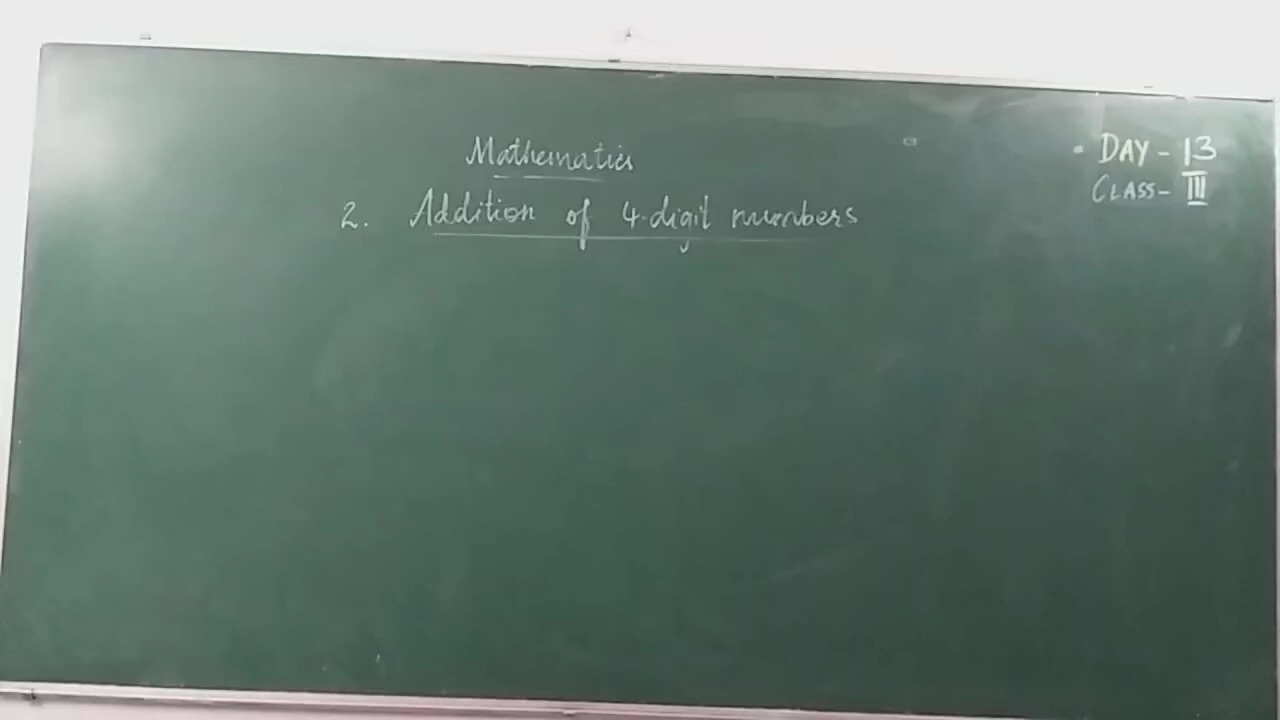 Mathematics
DAY - 13
CLASS - III
2. Addition of 4-digit numbers